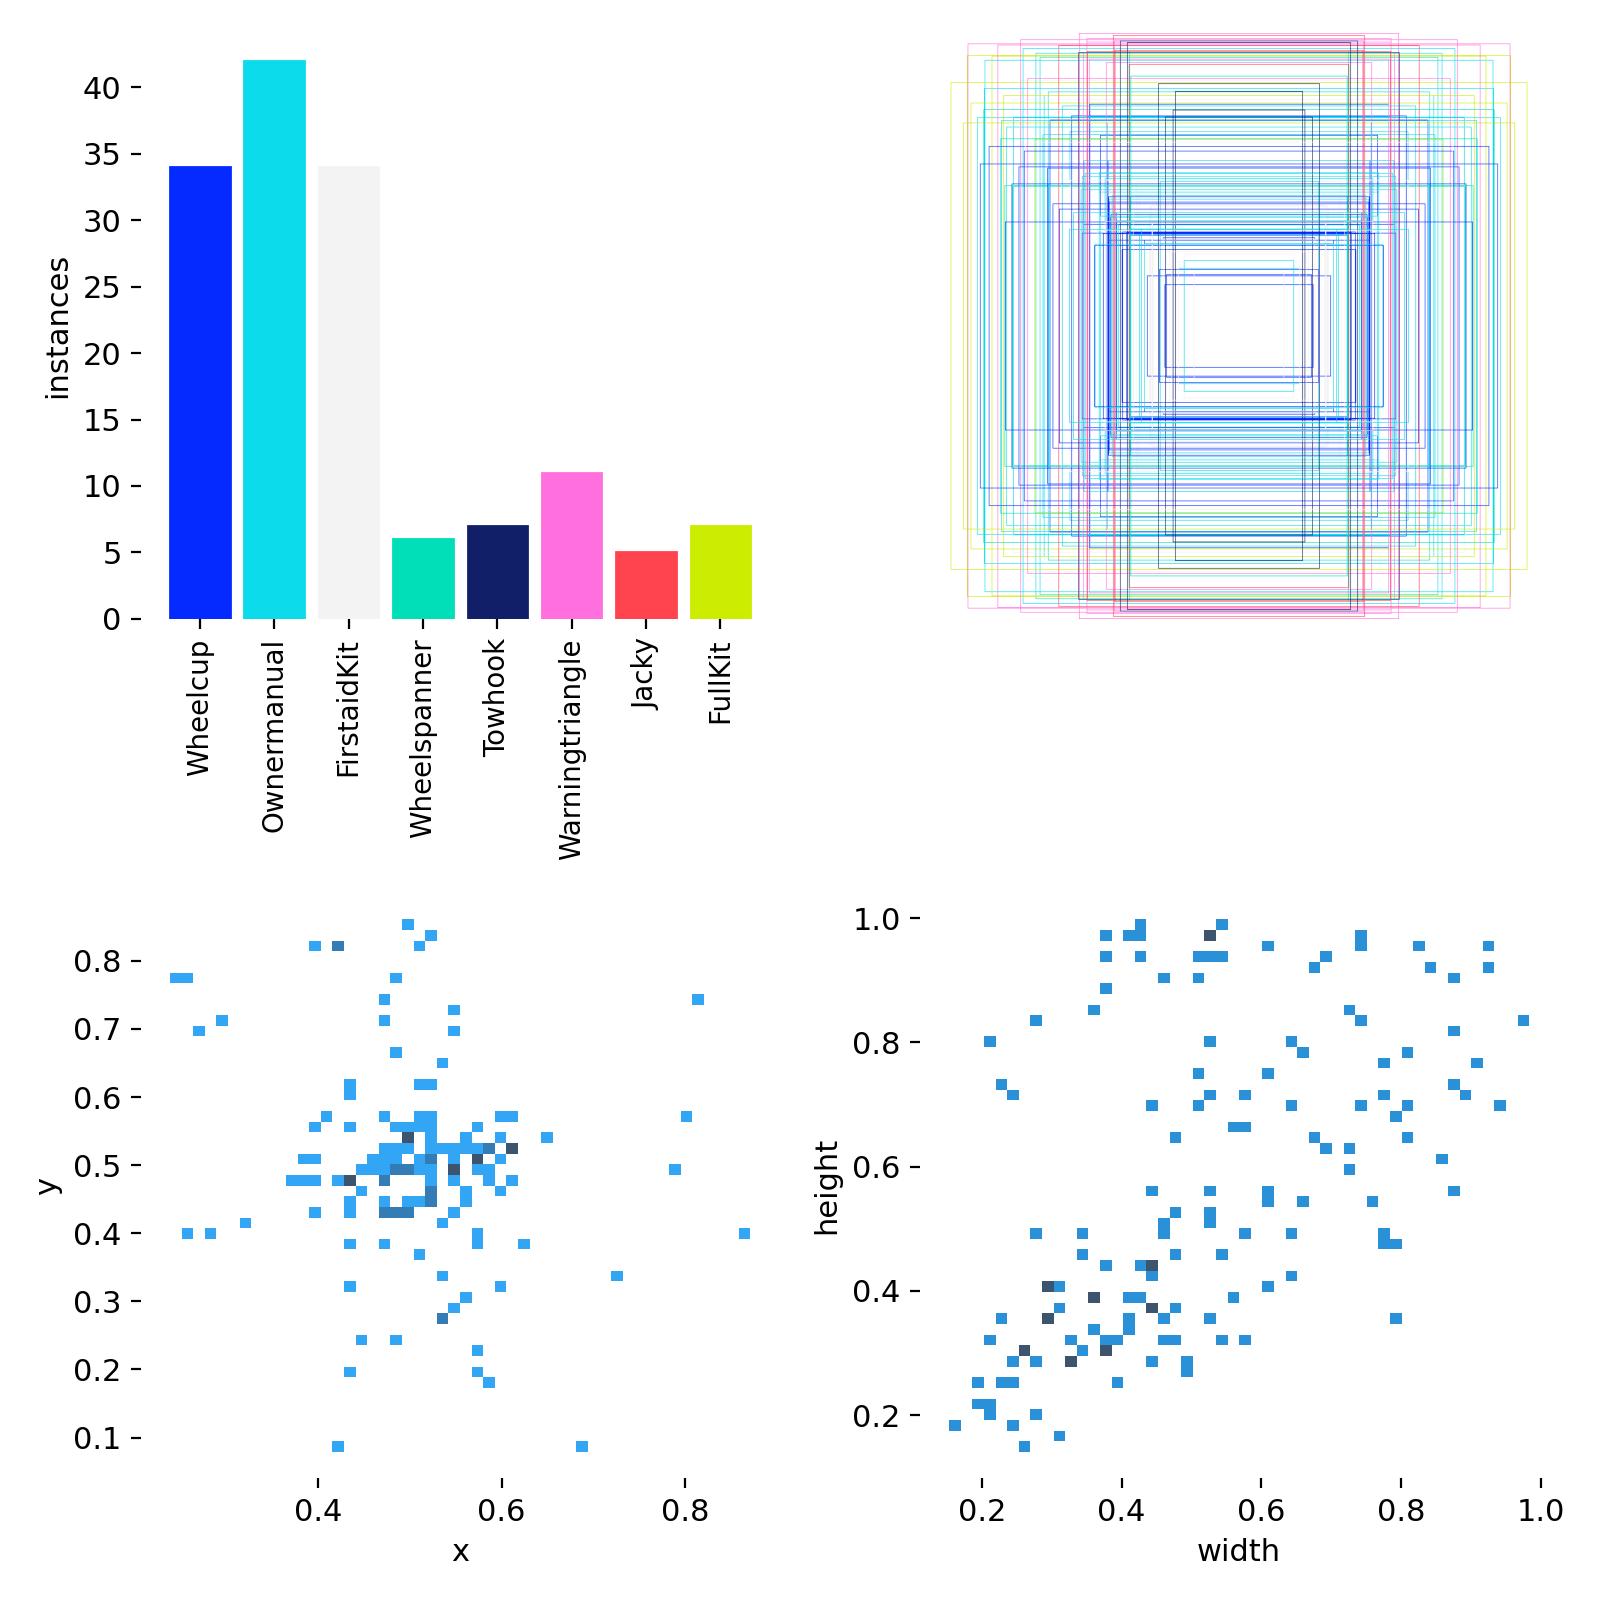 40
35
30
25
20
15
10
5
0
instances
Wheelcup
Ownermanual
FirstaidKit
Wheelspanner
Towhook
Warningtriangle
Jacky
FullKit
0.8
0.7
0.6
0.5
0.4
0.3
0.2
0.1
y
0.4 0.6 0.8
x
1.0
0.8
0.6
0.4
0.2
height
0.2 0.4 0.6 0.8 1.0
width